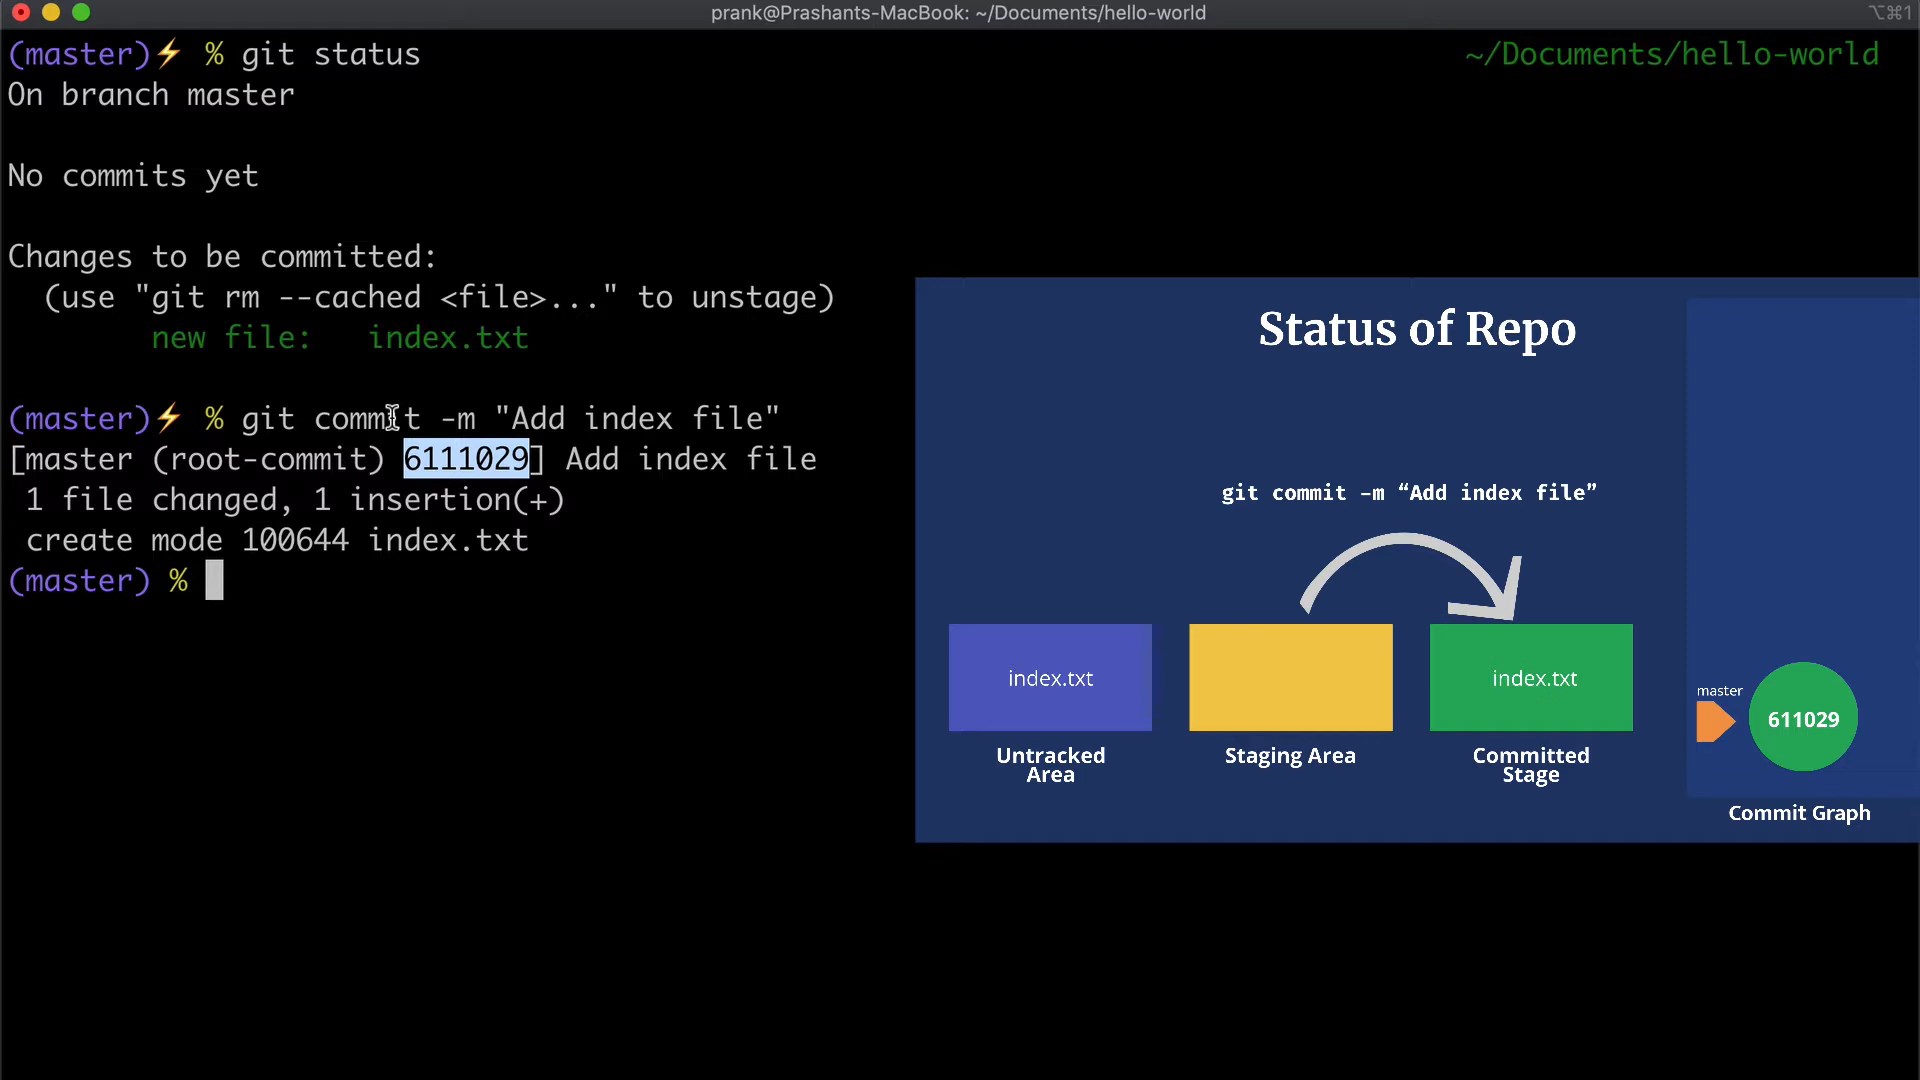 prank@Prashants-MacBook: ~/Documents/hello-world
⌥⌘1
(master)⚡ % git status
~/Documents/hello-world
On branch master
No commits yet
Changes to be committed:
(use "git rm --cached <file>..." to unstage)
new file:   index.txt
(master)⚡ % git commit -m "Add index file"
[master (root-commit) 6111029] Add index file
1 file changed, 1 insertion(+)
create mode 100644 index.txt
(master) %
Status of Repo
git commit -m “Add index file”
index.txt
index.txt
Untracked
Area
Staging Area
Committed
Stage
master
611029
Commit Graph